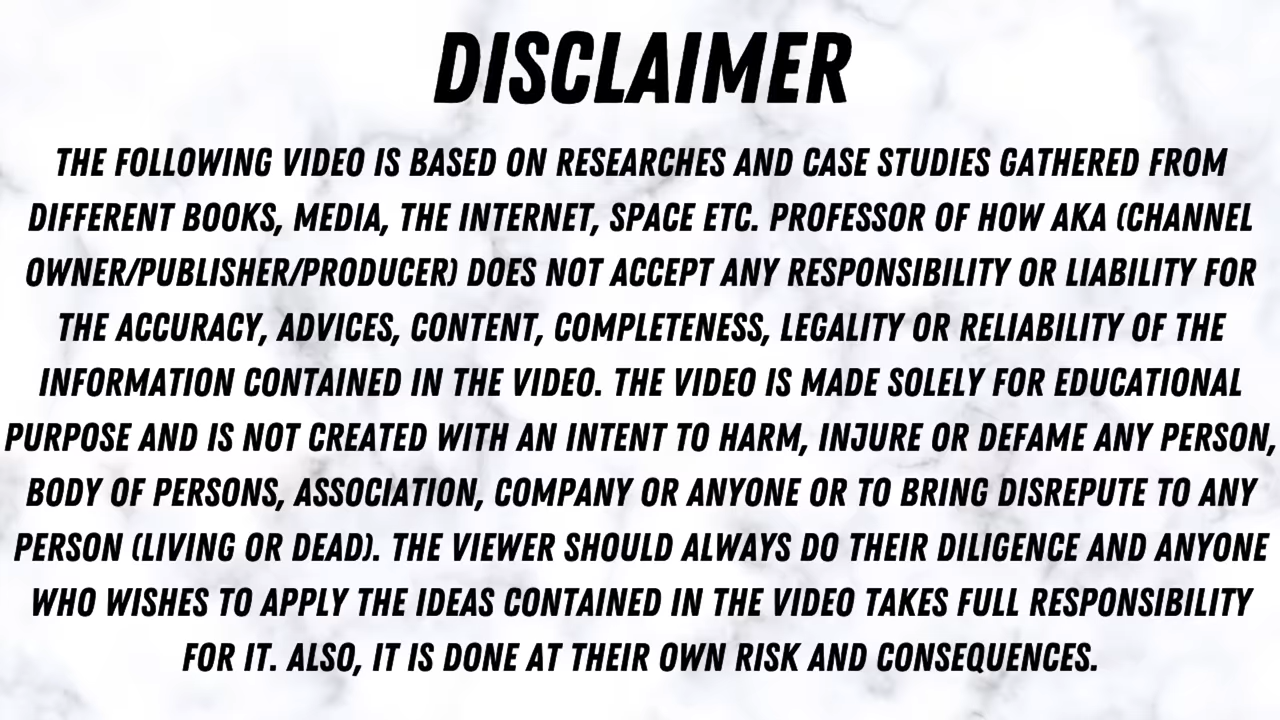 DISCLAIMER
THE FOLLOWING VIDEO IS BASED ON RESEARCHES AND CASE STUDIES GATHERED FROM
DIFFERENT BOOKS, MEDIA, THE INTERNET, SPACE ETC. PROFESSOR OF HOW AKA (CHANNEL
OWNER/PUBLISHER/PRODUCER) DOES NOT ACCEPT ANY RESPONSIBILITY OR LIABILITY FOR
THE ACCURACY, ADVICES, CONTENT, COMPLETENESS, LEGALITY OR RELIABILITY OF THE
INFORMATION CONTAINED IN THE VIDEO. THE VIDEO IS MADE SOLELY FOR EDUCATIONAL
PURPOSE AND IS NOT CREATED WITH AN INTENT TO HARM, INJURE OR DEFAME ANY PERSON,
BODY OF PERSONS, ASSOCIATION, COMPANY OR ANYONE OR TO BRING DISREPUTE TO ANY
PERSON (LIVING OR DEAD). THE VIEWER SHOULD ALWAYS DO THEIR DILIGENCE AND ANYONE
WHO WISHES TO APPLY THE IDEAS CONTAINED IN THE VIDEO TAKES FULL RESPONSIBILITY
FOR IT. ALSO, IT IS DONE AT THEIR OWN RISK AND CONSEQUENCES.